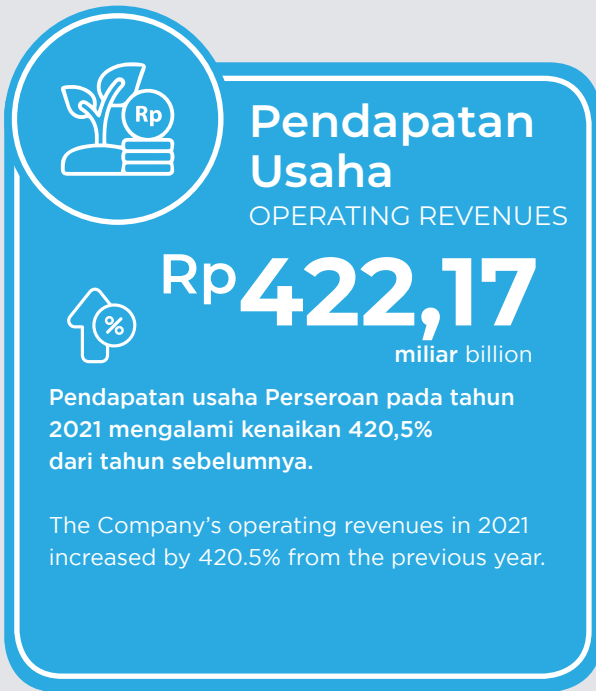 Rp
Pendapatan
Usaha
OPERATING REVENUES
Rp422,17
%
miliar billion
Pendapatan usaha Perseroan pada tahun
2021 mengalami kenaikan 420,5%
dari tahun sebelumnya.
The Company’s operating revenues in 2021
increased by 420.5% from the previous year.